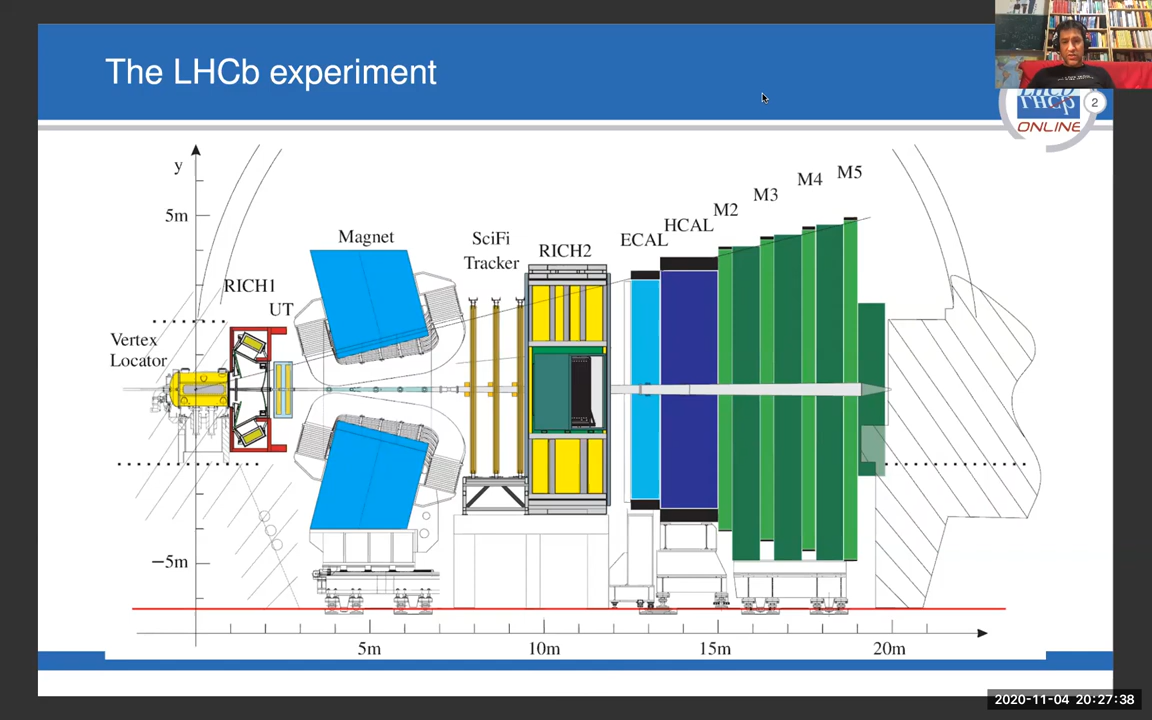 The LHCb experiment
2
ONLINE
y
5m
−5m
Vertex
Locator
RICH1
UT
Magnet
SciFi
Tracker
RICH2
ECAL
HCAL
M2
M3
M4
M5
5m
10m
15m
20m
2020-11-04 20:27:38